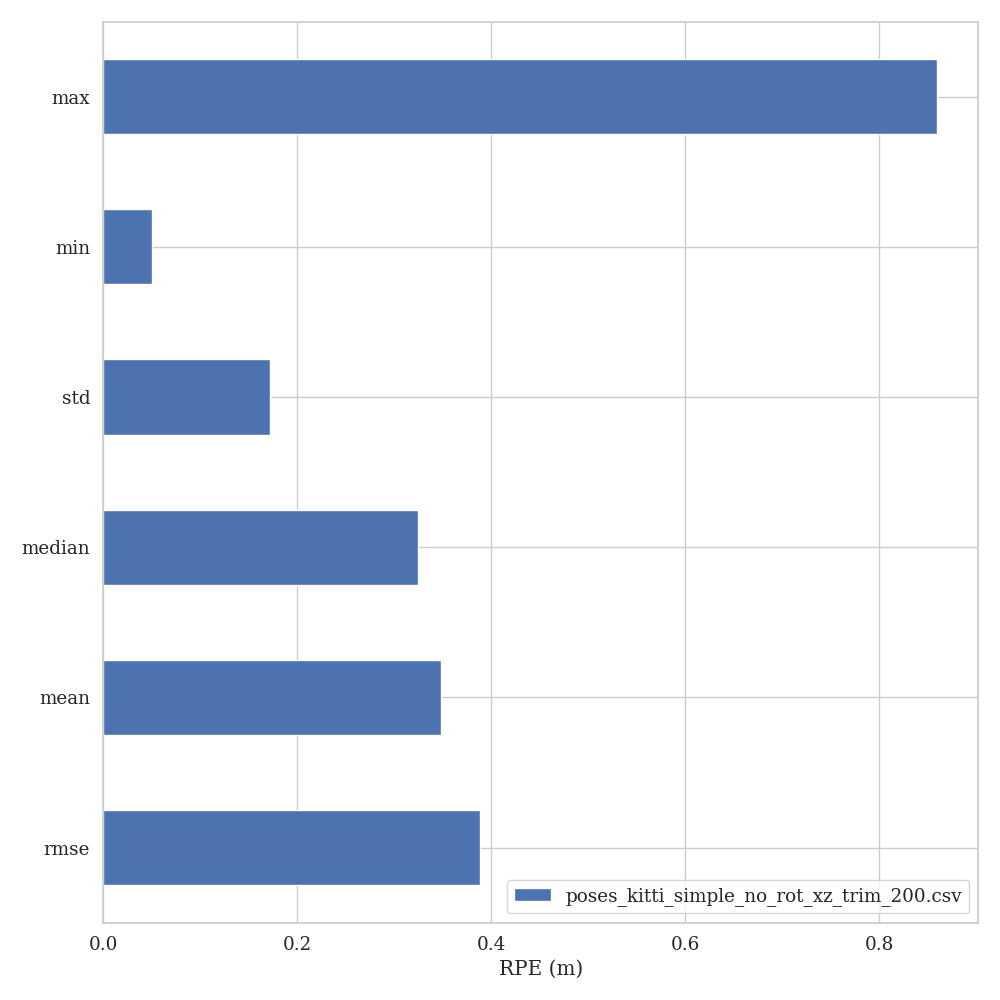 max
min
std
median
mean
rmse
poses_kitti_simple_no_rot_xz_trim_200.csv
0.0 0.2 0.4 0.6 0.8
RPE (m)